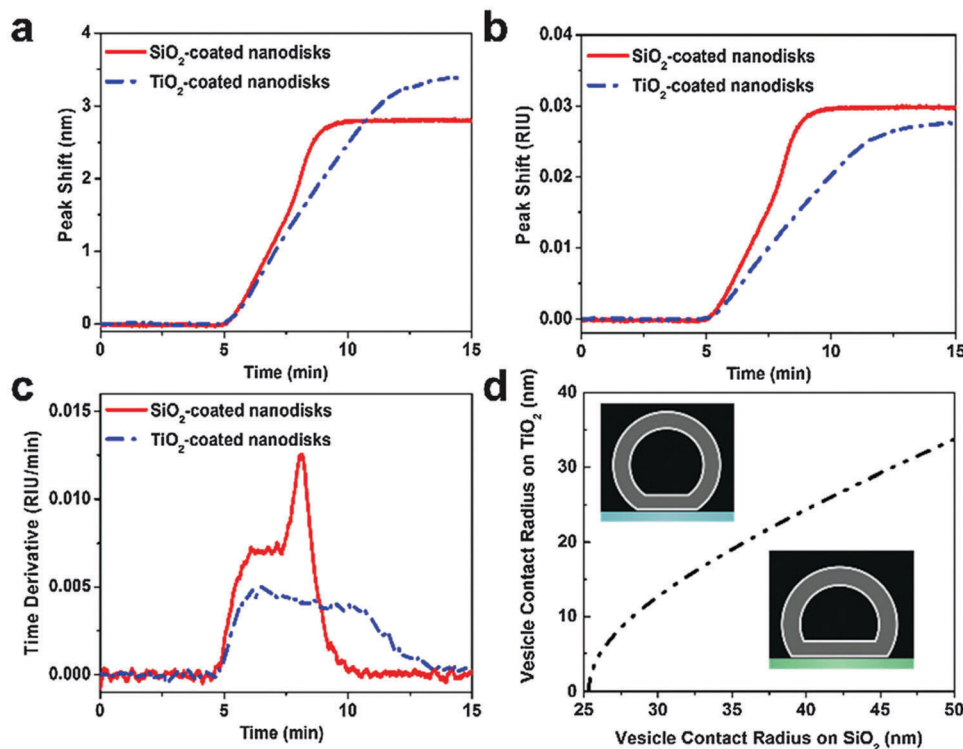 a
4
3
2
1
0
Peak Shift (nm)
SiO2-coated nanodisks
TiO2-coated nanodisks
0 5 10 15
Time (min)
b
0.04
0.03
0.02
0.01
0.00
Peak Shift (RIU)
SiO2-coated nanodisks
TiO2-coated nanodisks
0 5 10 15
Time (min)
c
0.015
0.010
0.005
0.000
Time Derivative (RIU/min)
SiO2-coated nanodisks
TiO2-coated nanodisks
0 5 10 15
Time (min)
d
40
30
20
10
0
Vesicle Contact Radius on TiO2 (nm)
25 30 35 40 45 50
Vesicle Contact Radius on SiO2 (nm)